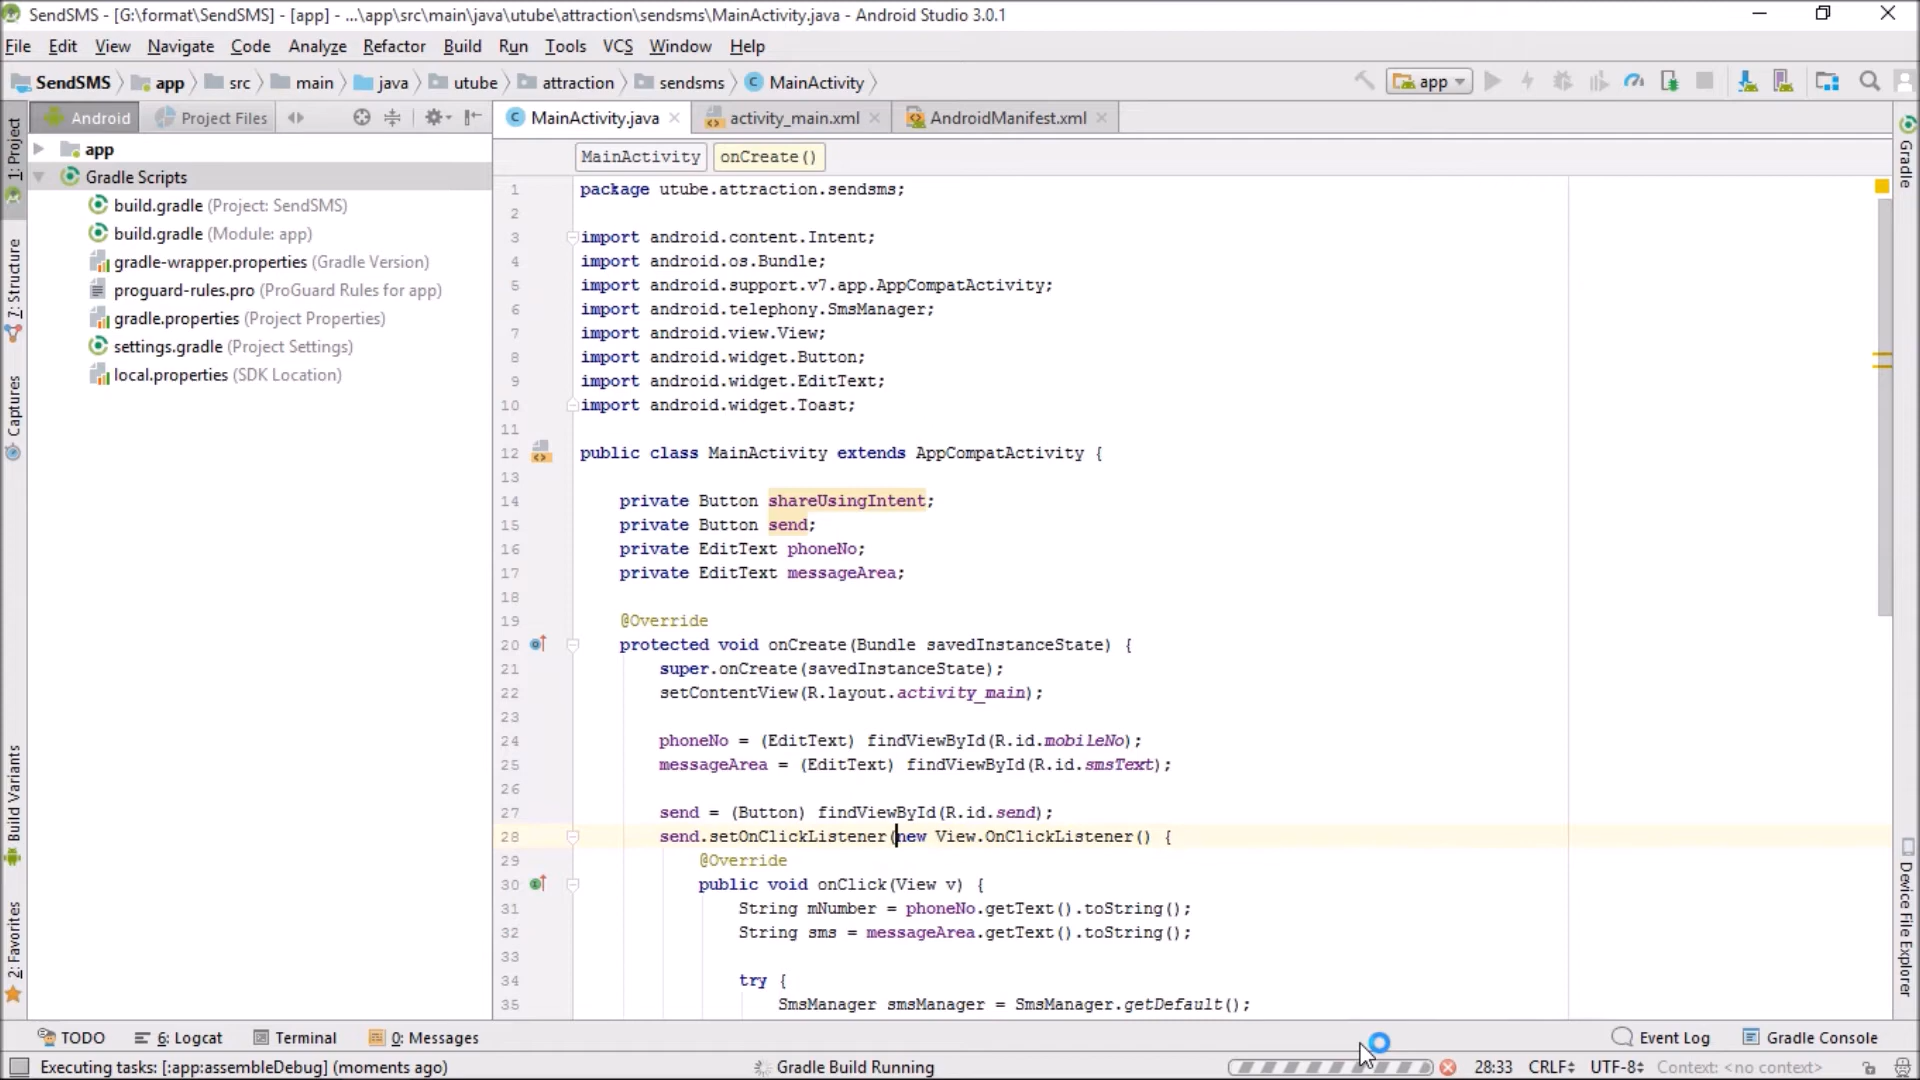 SendSMS - [G:\format\SendSMS] - [app] - ...\app\src\main\java\utube\attraction\sendsms\MainActivity.java - Android Studio 3.0.1
File Edit View Navigate Code Analyze Refactor Build Run Tools VCS Window Help
SendSMS app src main java utube attraction sendsms MainActivity
app
Android Project Files
MainActivity.java activity_main.xml AndroidManifest.xml
MainActivity onCreate()
app
Gradle Scripts
build.gradle (Project: SendSMS)
build.gradle (Module: app)
gradle-wrapper.properties (Gradle Version)
proguard-rules.pro (ProGuard Rules for app)
gradle.properties (Project Properties)
settings.gradle (Project Settings)
local.properties (SDK Location)
1: Project
7: Structure
Captures
Build Variants
2: Favorites
1 package utube.attraction.sendsms;
2
3 import android.content.Intent;
4 import android.os.Bundle;
5 import android.support.v7.app.AppCompatActivity;
6 import android.telephony.SmsManager;
7 import android.view.View;
8 import android.widget.Button;
9 import android.widget.EditText;
10 import android.widget.Toast;
11
12 public class MainActivity extends AppCompatActivity {
13
14 private Button shareUsingIntent;
15 private Button send;
16 private EditText phoneNo;
17 private EditText messageArea;
18
19 @Override
20 protected void onCreate(Bundle savedInstanceState) {
21 super.onCreate(savedInstanceState);
22 setContentView(R.layout.activity_main);
23
24 phoneNo = (EditText) findViewById(R.id.mobileNo);
25 messageArea = (EditText) findViewById(R.id.smsText);
26
27 send = (Button) findViewById(R.id.send);
28 send.setOnClickListener(new View.OnClickListener() {
29 @Override
30 public void onClick(View v) {
31 String mNumber = phoneNo.getText().toString();
32 String sms = messageArea.getText().toString();
33
34 try {
35 SmsManager smsManager = SmsManager.getDefault();
Gradle
Device File Explorer
TODO 6: Logcat Terminal 0: Messages Event Log Gradle Console
Executing tasks: [:app:assembleDebug] (moments ago) Gradle Build Running 28:33 CRLF UTF-8 Context: <no context>